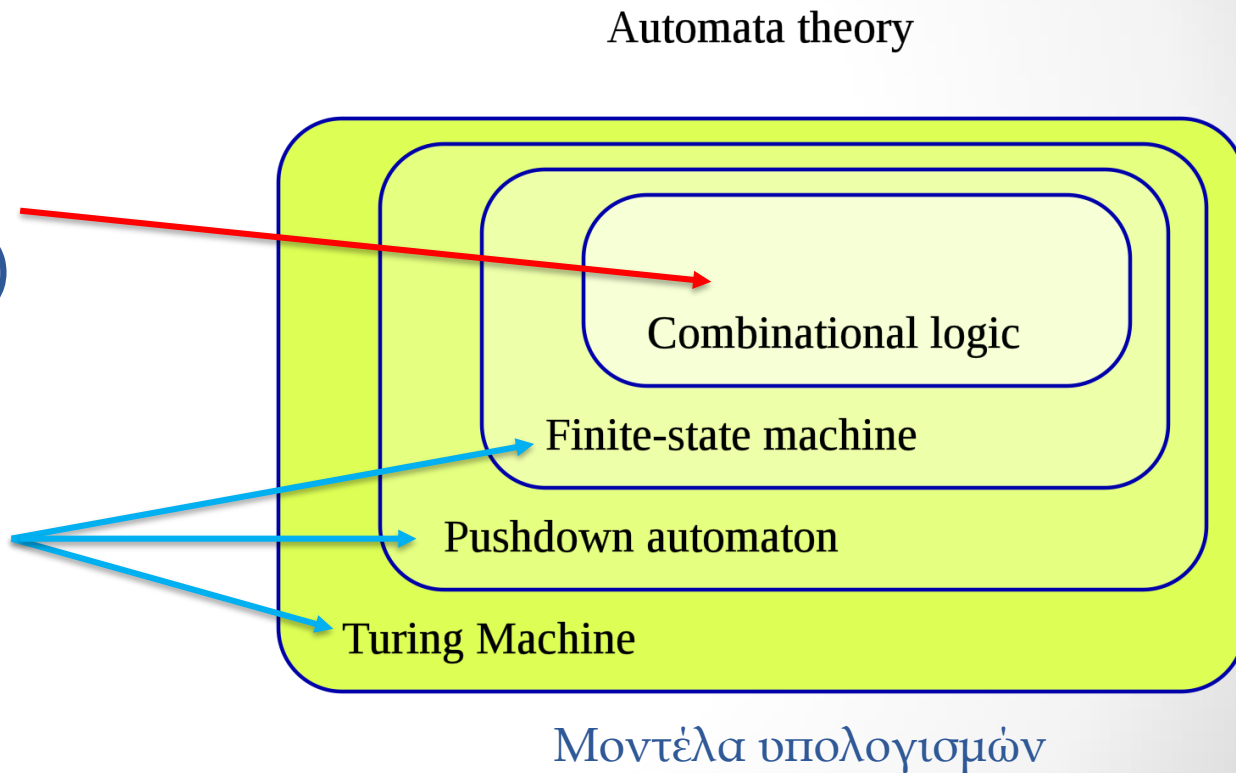 Automata theory
Combinational logic
Finite-state machine
Pushdown automaton
Turing Machine
Μοντέλα υπολογισμών